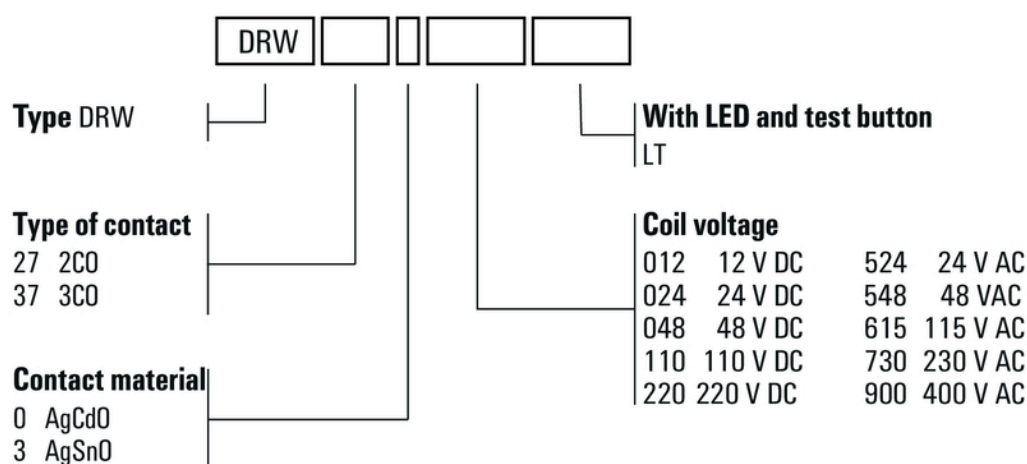 DRW
Type DRW
With LED and test button
LT
Type of contact
27 2CO
37 3CO
Coil voltage
012 12 V DC 524 24 V AC
024 24 V DC 548 48 VAC
048 48 V DC 615 115 V AC
110 110 V DC 730 230 V AC
220 220 V DC 900 400 V AC
Contact material
0 AgCdO
3 AgSnO